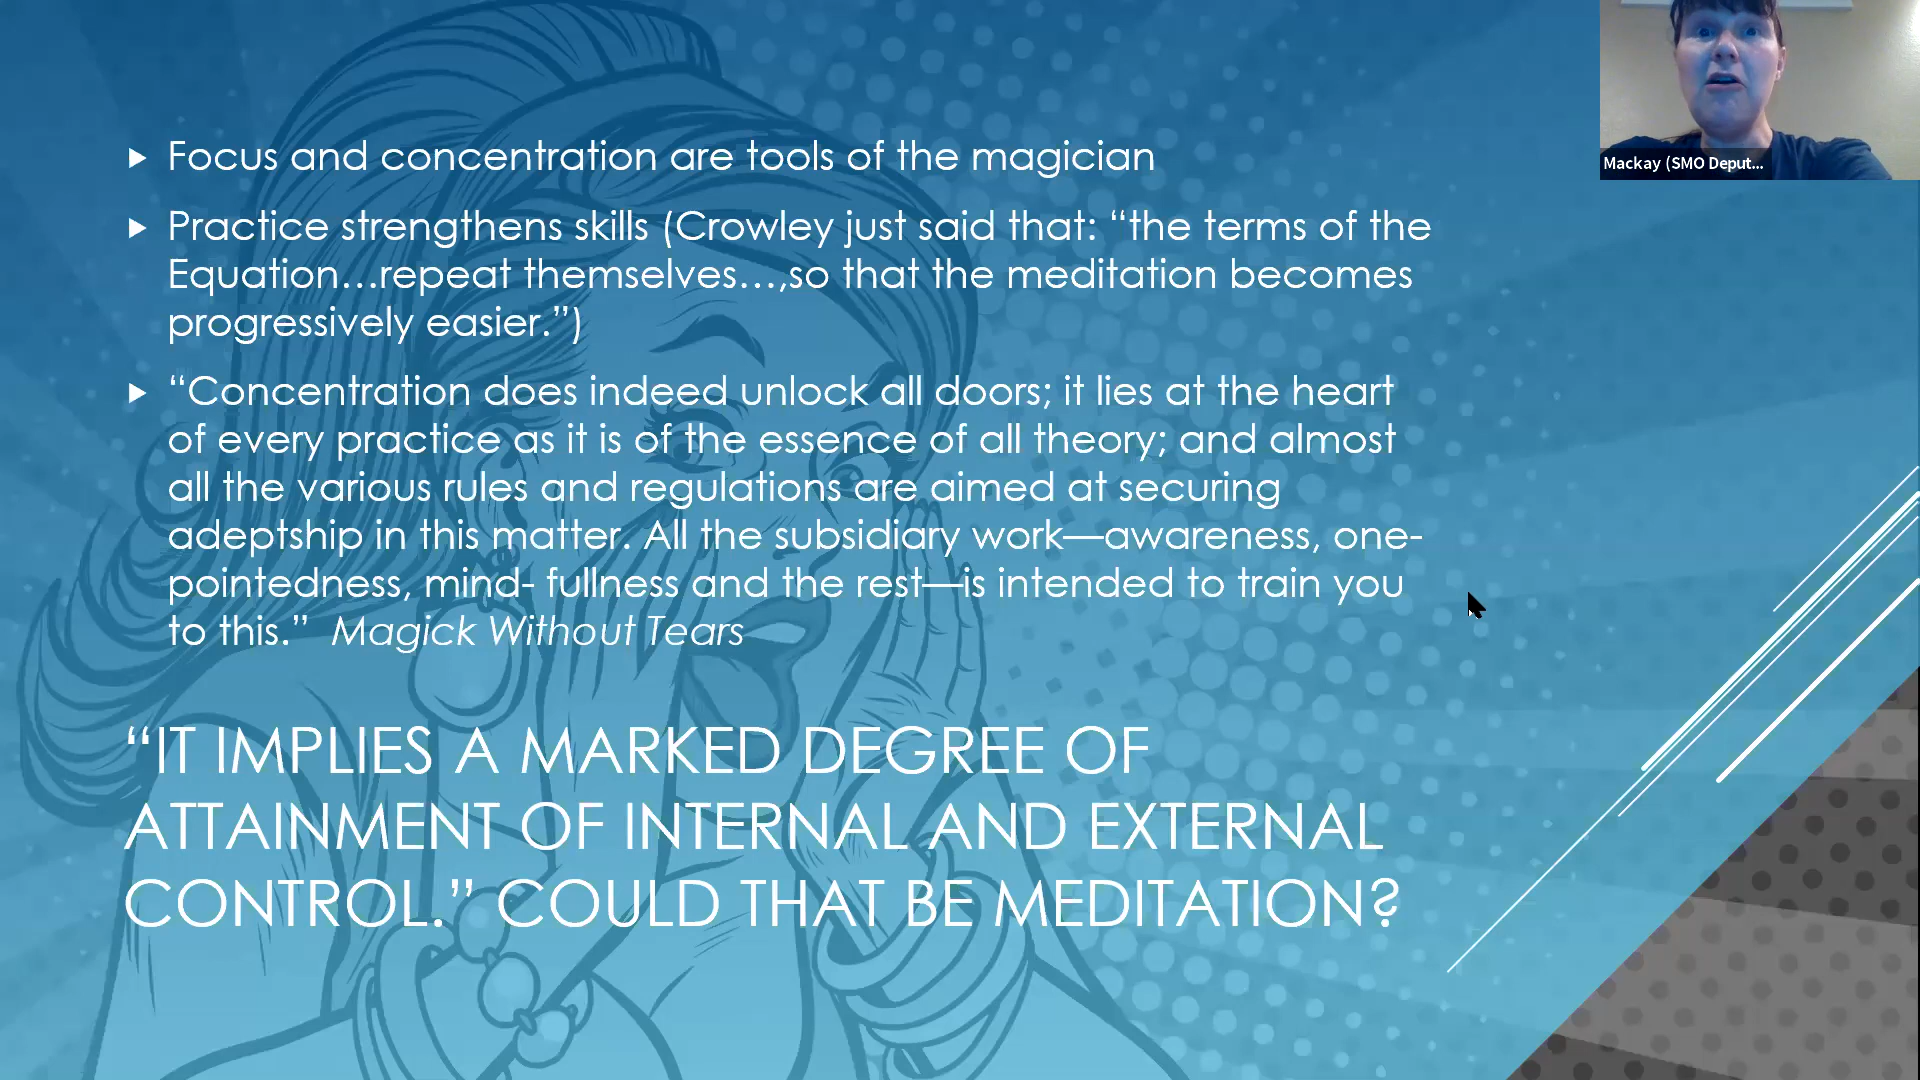 Mackay (SMO Deput...
Focus and concentration are tools of the magician
Practice strengthens skills (Crowley just said that: “the terms of the
Equation…repeat themselves…,so that the meditation becomes
progressively easier.”)
“Concentration does indeed unlock all doors; it lies at the heart
of every practice as it is of the essence of all theory; and almost
all the various rules and regulations are aimed at securing
adeptship in this matter. All the subsidiary work—awareness, one-
pointedness, mind- fullness and the rest—is intended to train you
to this.” Magick Without Tears
“IT IMPLIES A MARKED DEGREE OF
ATTAINMENT OF INTERNAL AND EXTERNAL
CONTROL.” COULD THAT BE MEDITATION?